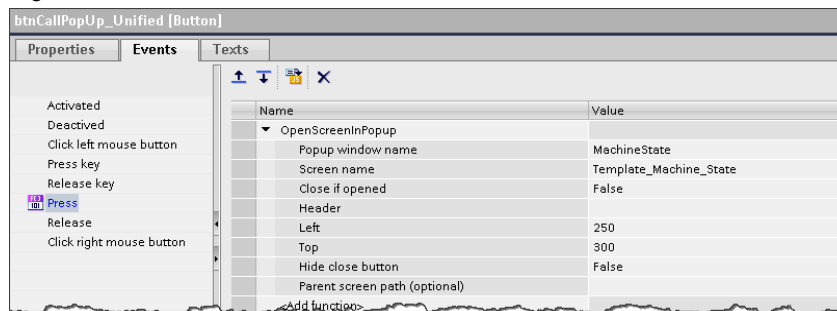 btnCallPopUp_Unified [Button]
Properties Events Texts
Name Value
Activated
Deactived
Click left mouse button
Press key
Release key
Press
Release
Click right mouse button
OpenScreenInPopup
Popup window name MachineState
Screen name Template_Machine_State
Close if opened False
Header
Left 250
Top 300
Hide close button False
Parent screen path (optional)
<Add function>